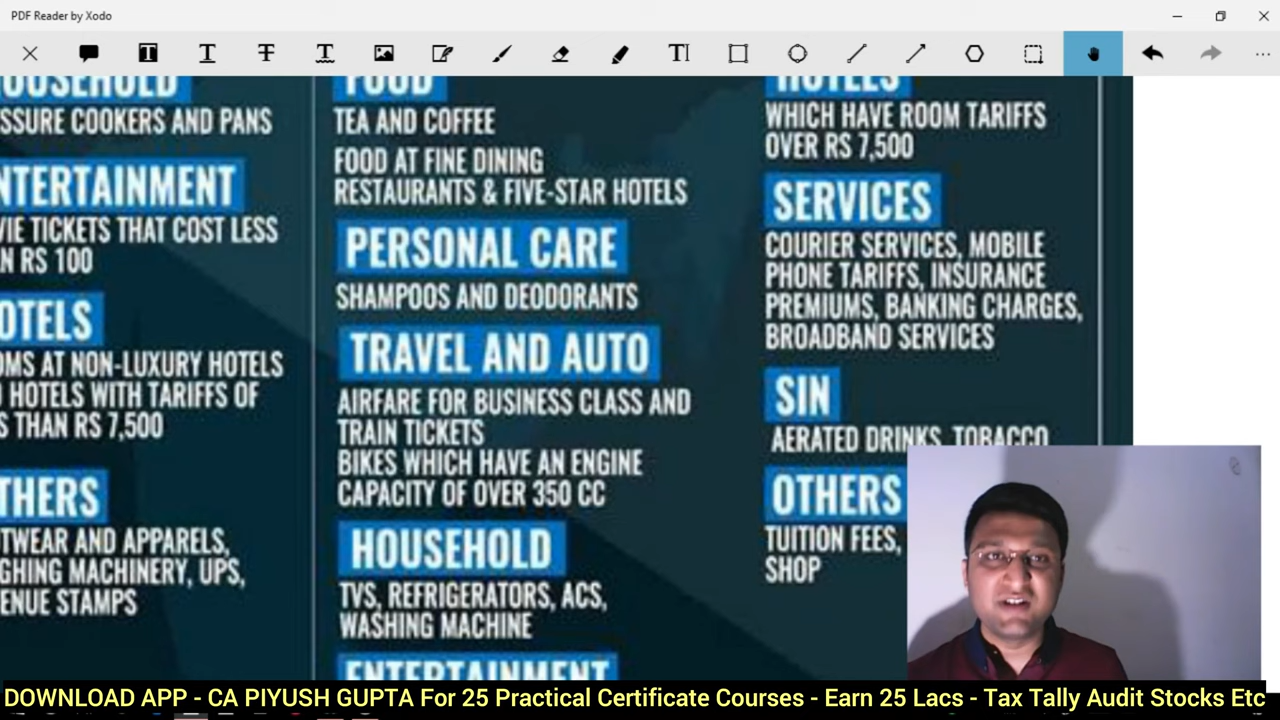 PDF Reader by Xodo
HOUSEHOLD
SSURE COOKERS AND PANS
NTERTAINMENT
VIE TICKETS THAT COST LESS
N RS 100
OTELS
OMS AT NON-LUXURY HOTELS
HOTELS WITH TARIFFS OF
S THAN RS 7,500
THERS
TWEAR AND APPARELS,
GHING MACHINERY, UPS,
ENUE STAMPS
FOOD
TEA AND COFFEE
FOOD AT FINE DINING
RESTAURANTS & FIVE-STAR HOTELS
PERSONAL CARE
SHAMPOOS AND DEODORANTS
TRAVEL AND AUTO
AIRFARE FOR BUSINESS CLASS AND
TRAIN TICKETS
BIKES WHICH HAVE AN ENGINE
CAPACITY OF OVER 350 CC
HOUSEHOLD
TVS, REFRIGERATORS, ACS,
WASHING MACHINE
ENTERTAINMENT
HOTELS
WHICH HAVE ROOM TARIFFS
OVER RS 7,500
SERVICES
COURIER SERVICES, MOBILE
PHONE TARIFFS, INSURANCE
PREMIUMS, BANKING CHARGES,
BROADBAND SERVICES
SIN
AERATED DRINKS, TOBACCO
OTHERS
TUITION FEES,
SHOP
DOWNLOAD APP - CA PIYUSH GUPTA For 25 Practical Certificate Courses - Earn 25 Lacs - Tax Tally Audit Stocks Etc